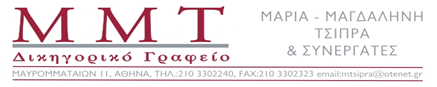 ΜΜΤ
Δικηγορικό Γραφείο
ΜΑΡΙΑ - ΜΑΓΔΑΛΗΝΗ
ΤΣΙΠΡΑ
& ΣΥΝΕΡΓΑΤΕΣ
ΜΑΥΡΟΜΜΑΤΑΙΩΝ 11, ΑΘΗΝΑ, ΤΗΛ.:210 3302240, FAX:210 3302323 email:mtsipra@otenet.gr